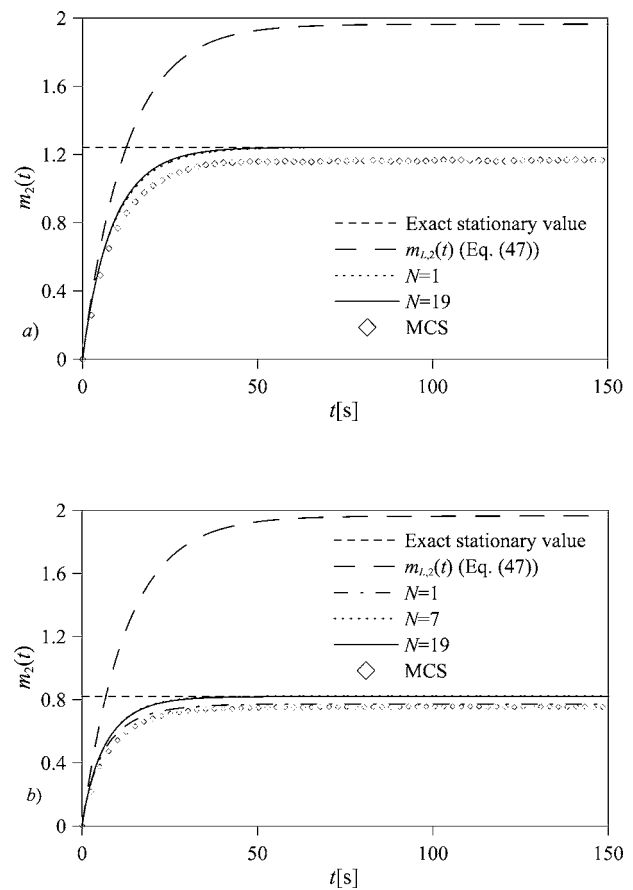 2
1.6
1.2
0.8
0.4
0
m₂(t)
a)
Exact stationary value
m_{L,2}(t) (Eq. (47))
N=1
N=19
MCS
0 50 100 150
t[s]
2
1.6
1.2
0.8
0.4
0
m₂(t)
b)
Exact stationary value
m_{L,2}(t) (Eq. (47))
N=1
N=7
N=19
MCS
0 50 100 150
t[s]